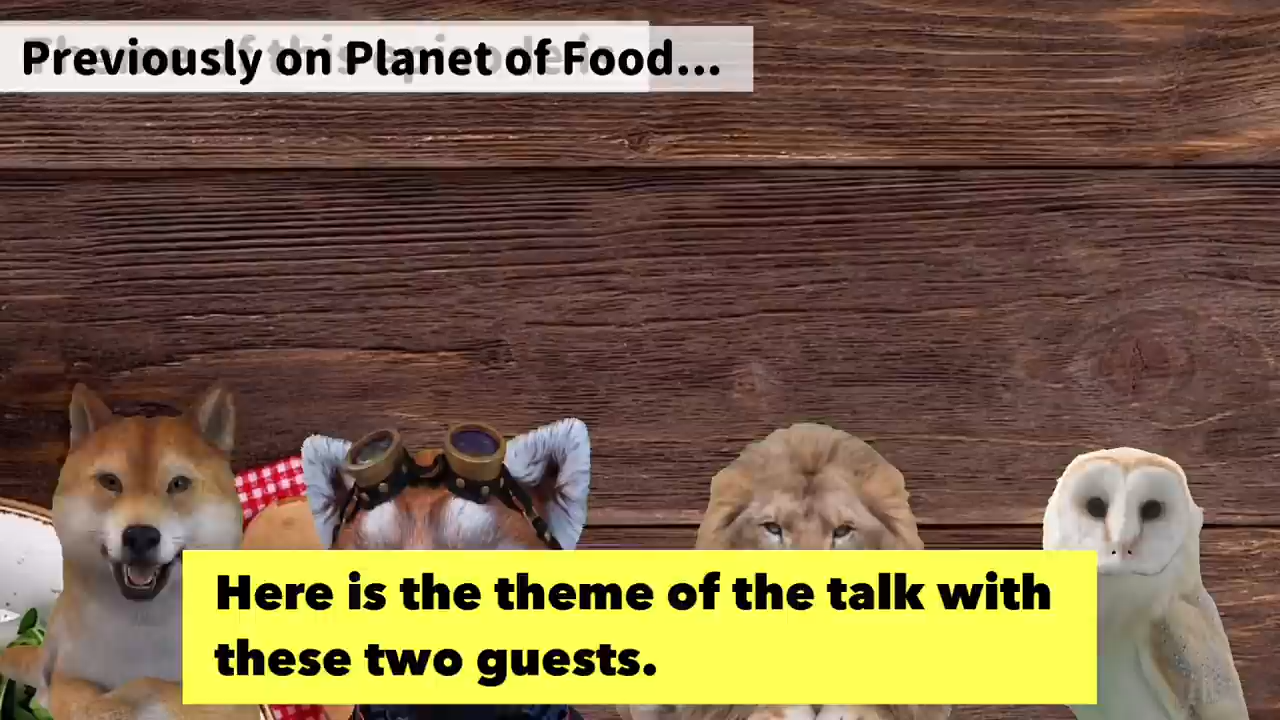 Previously on Planet of Food...
Here is the theme of the talk with
these two guests.